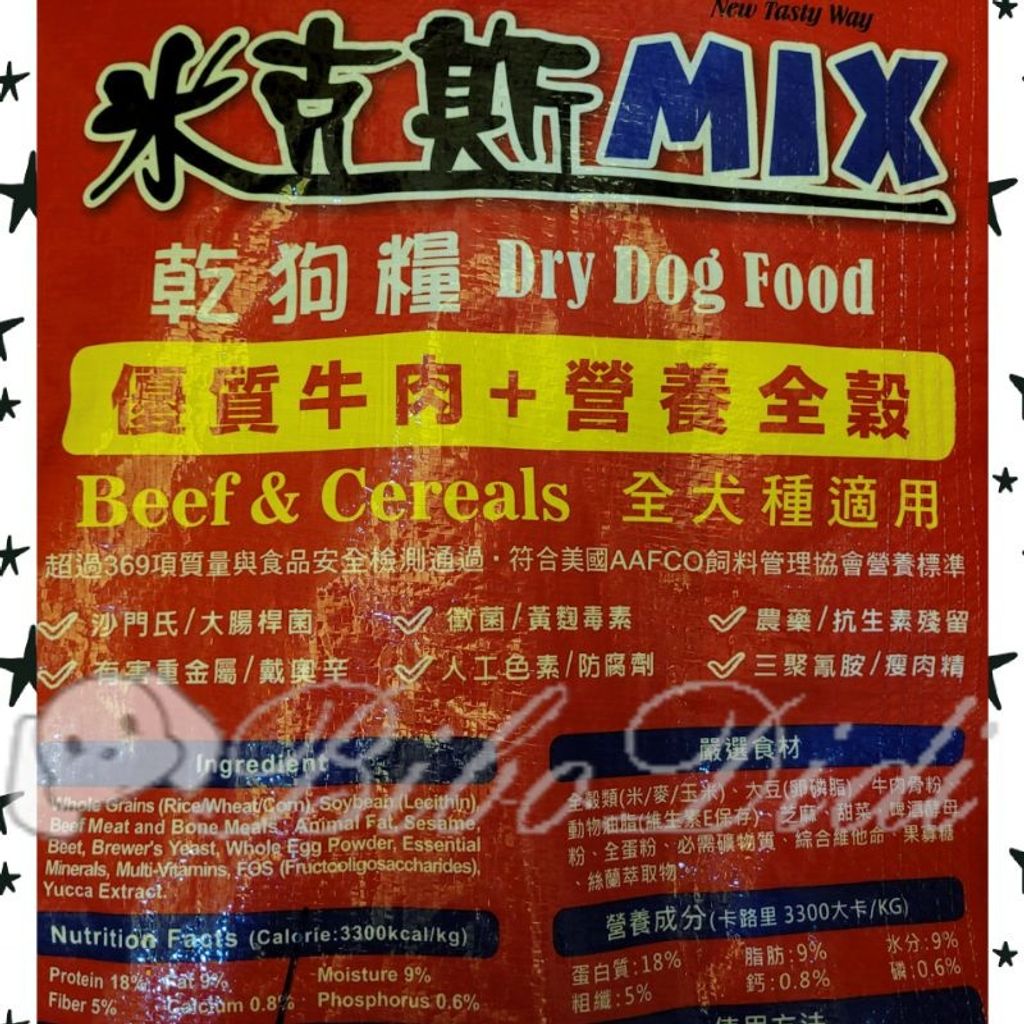 New Tasty Way
米克斯MIX
乾狗糧 Dry Dog Food
優質牛肉+營養全穀
Beef & Cereals 全犬種適用
超過369項質量與食品安全檢測通過·符合美國AAFCO飼料管理協會營養標準
沙門氏/大腸桿菌 黴菌/黃麴毒素 農藥/抗生素殘留
有害重金屬/戴奧辛 人工色素/防腐劑 三聚氰胺/瘦肉精
Bibo Didi
Ingredient
Whole Grains (Rice/Wheat/Corn), Soybean (Lecithin),
Beef Meat and Bone Meals, Animal Fat, Sesame,
Beet, Brewer's Yeast, Whole Egg Powder, Essential
Minerals, Multi-Vitamins, FOS (Fructooligosaccharides),
Yucca Extract.
嚴選食材
全穀類(米/麥/玉米)、大豆(卵磷脂)、牛肉骨粉、
動物油脂(維生素E保存)、芝麻、甜菜、啤酒酵母
粉、全蛋粉、必需礦物質、綜合維他命、果寡糖
、絲蘭萃取物
Nutrition Facts (Calorie:3300kcal/kg)
Protein 18% Fat 9% Moisture 9%
Fiber 5% Calcium 0.8% Phosphorus 0.6%
營養成分(卡路里 3300大卡/KG)
蛋白質:18% 脂肪:9% 水分:9%
粗纖:5% 鈣:0.8% 磷:0.6%
使用方法